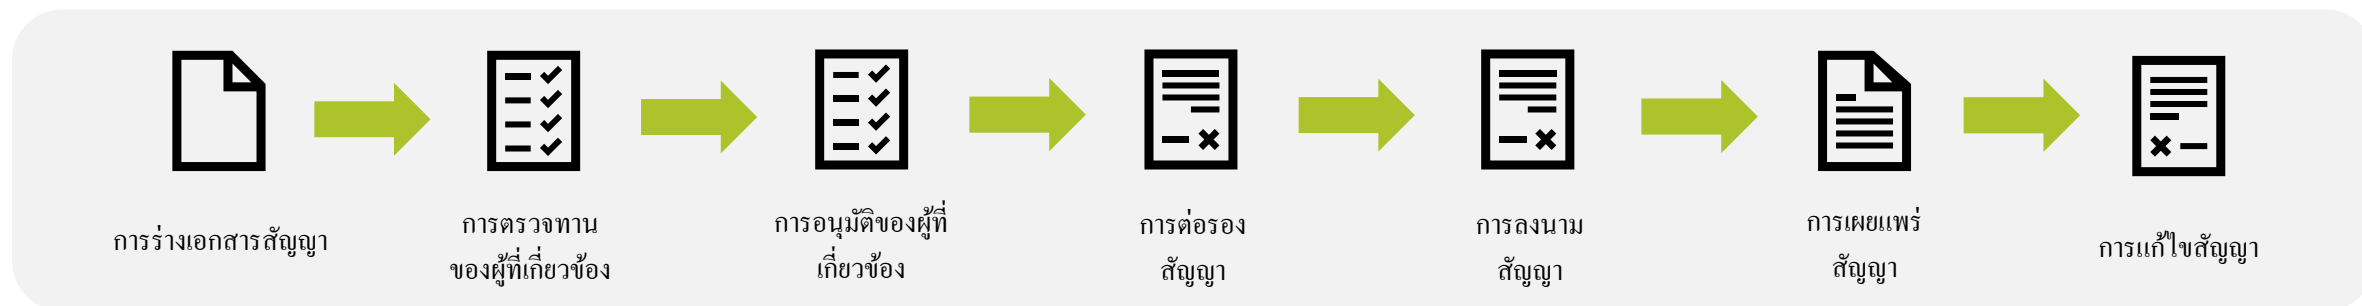 การร่างเอกสารสัญญา
การตรวจทาน
ของผู้ที่เกี่ยวข้อง
การอนุมัติของผู้ที่
เกี่ยวข้อง
การต่อรอง
สัญญา
การลงนาม
สัญญา
การเผยแพร่
สัญญา
การแก้ไขสัญญา